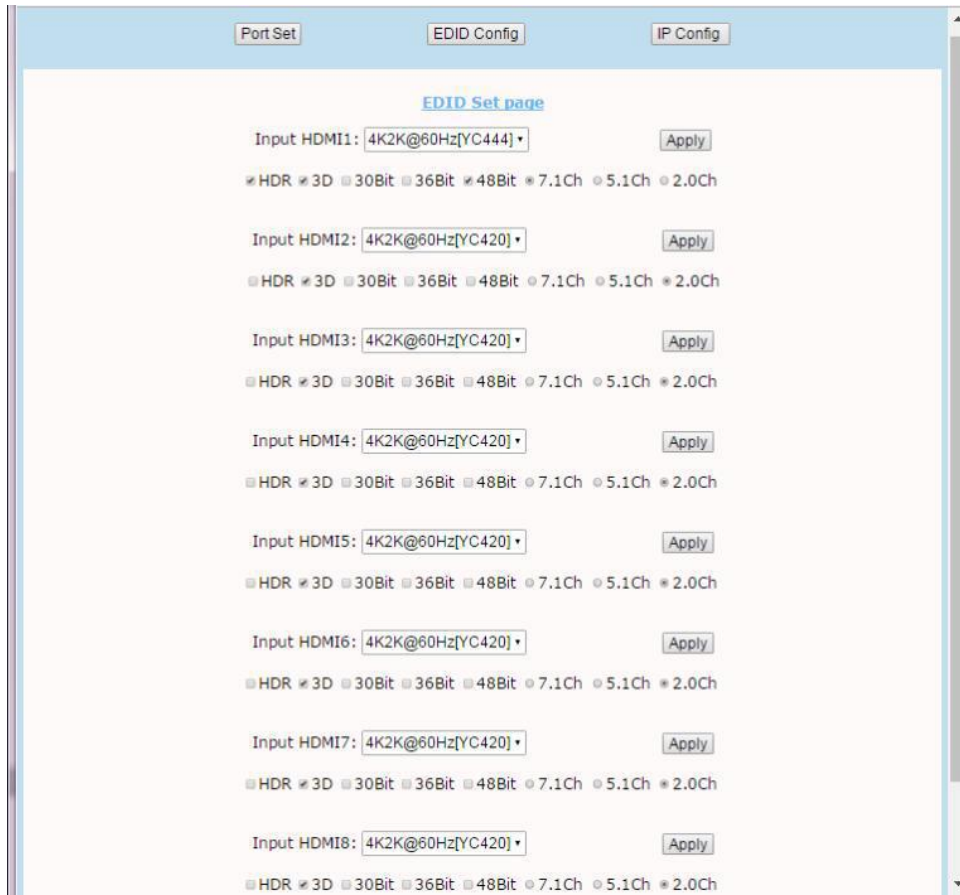 Port Set EDID Config IP Config
EDID Set page
Input HDMI1: 4K2K@60Hz[YC444] Apply
HDR 3D 30Bit 36Bit 48Bit 7.1Ch 5.1Ch 2.0Ch
Input HDMI2: 4K2K@60Hz[YC420] Apply
HDR 3D 30Bit 36Bit 48Bit 7.1Ch 5.1Ch 2.0Ch
Input HDMI3: 4K2K@60Hz[YC420] Apply
HDR 3D 30Bit 36Bit 48Bit 7.1Ch 5.1Ch 2.0Ch
Input HDMI4: 4K2K@60Hz[YC420] Apply
HDR 3D 30Bit 36Bit 48Bit 7.1Ch 5.1Ch 2.0Ch
Input HDMI5: 4K2K@60Hz[YC420] Apply
HDR 3D 30Bit 36Bit 48Bit 7.1Ch 5.1Ch 2.0Ch
Input HDMI6: 4K2K@60Hz[YC420] Apply
HDR 3D 30Bit 36Bit 48Bit 7.1Ch 5.1Ch 2.0Ch
Input HDMI7: 4K2K@60Hz[YC420] Apply
HDR 3D 30Bit 36Bit 48Bit 7.1Ch 5.1Ch 2.0Ch
Input HDMI8: 4K2K@60Hz[YC420] Apply
HDR 3D 30Bit 36Bit 48Bit 7.1Ch 5.1Ch 2.0Ch